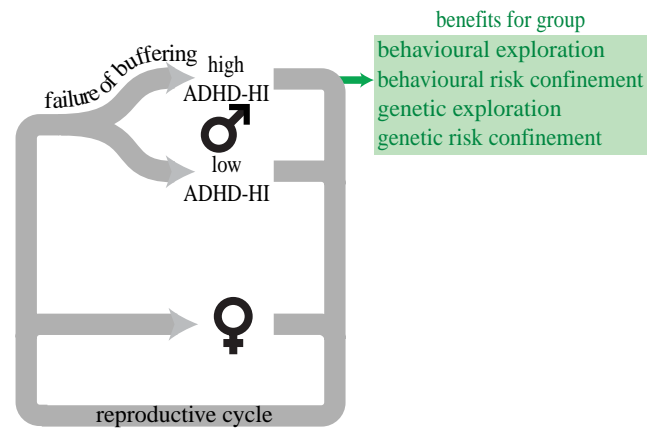 benefits for group
behavioural exploration
behavioural risk confinement
genetic exploration
genetic risk confinement
failure of buffering
high
ADHD-HI
low
ADHD-HI
reproductive cycle